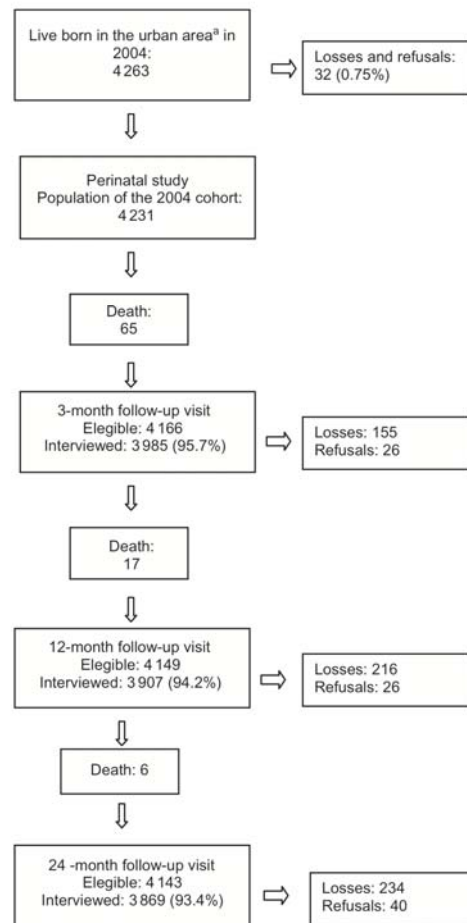 Live born in the urban areaᵃ in
2004:
4 263
Losses and refusals:
32 (0.75%)
Perinatal study
Population of the 2004 cohort:
4 231
Death:
65
3-month follow-up visit
Elegible: 4 166
Interviewed: 3 985 (95.7%)
Losses: 155
Refusals: 26
Death:
17
12-month follow-up visit
Elegible: 4 149
Interviewed: 3 907 (94.2%)
Losses: 216
Refusals: 26
Death: 6
24 -month follow-up visit
Elegible: 4 143
Interviewed: 3 869 (93.4%)
Losses: 234
Refusals: 40